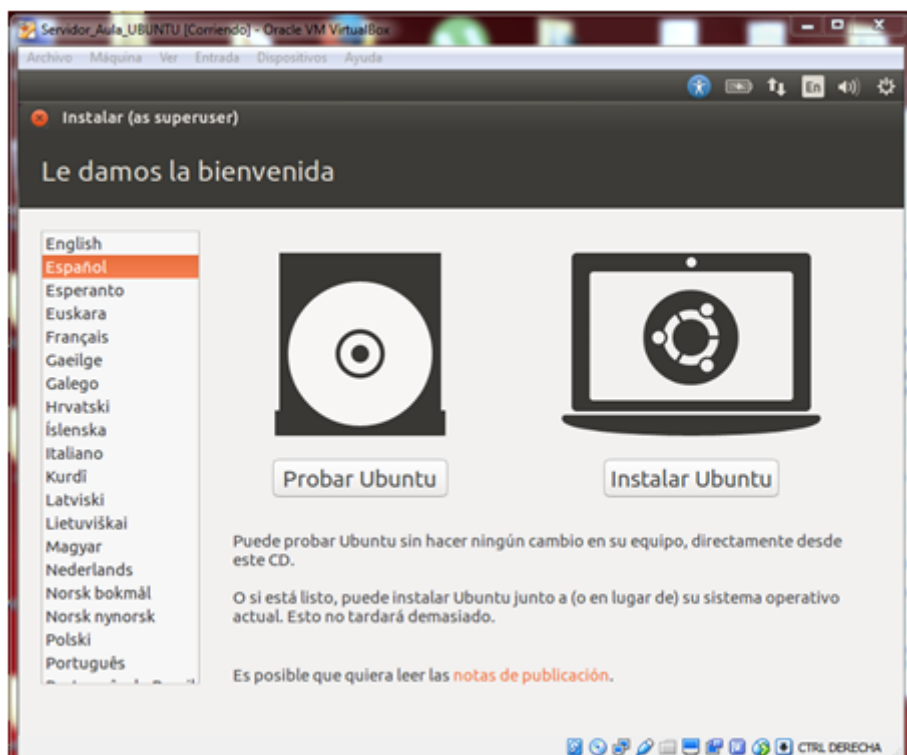 Servidor_Aula_UBUNTU [Corriendo] - Oracle VM VirtualBox
Archivo Máquina Ver Entrada Dispositivos Ayuda
En
Instalar (as superuser)
Le damos la bienvenida
English
Español
Esperanto
Euskara
Français
Gaeilge
Galego
Hrvatski
Íslenska
Italiano
Kurdî
Latviski
Lietuviškai
Magyar
Nederlands
Norsk bokmål
Norsk nynorsk
Polski
Português
Probar Ubuntu
Instalar Ubuntu
Puede probar Ubuntu sin hacer ningún cambio en su equipo, directamente desde
este CD.
O si está listo, puede instalar Ubuntu junto a (o en lugar de) su sistema operativo
actual. Esto no tardará demasiado.
Es posible que quiera leer las notas de publicación.
CTRL DERECHA